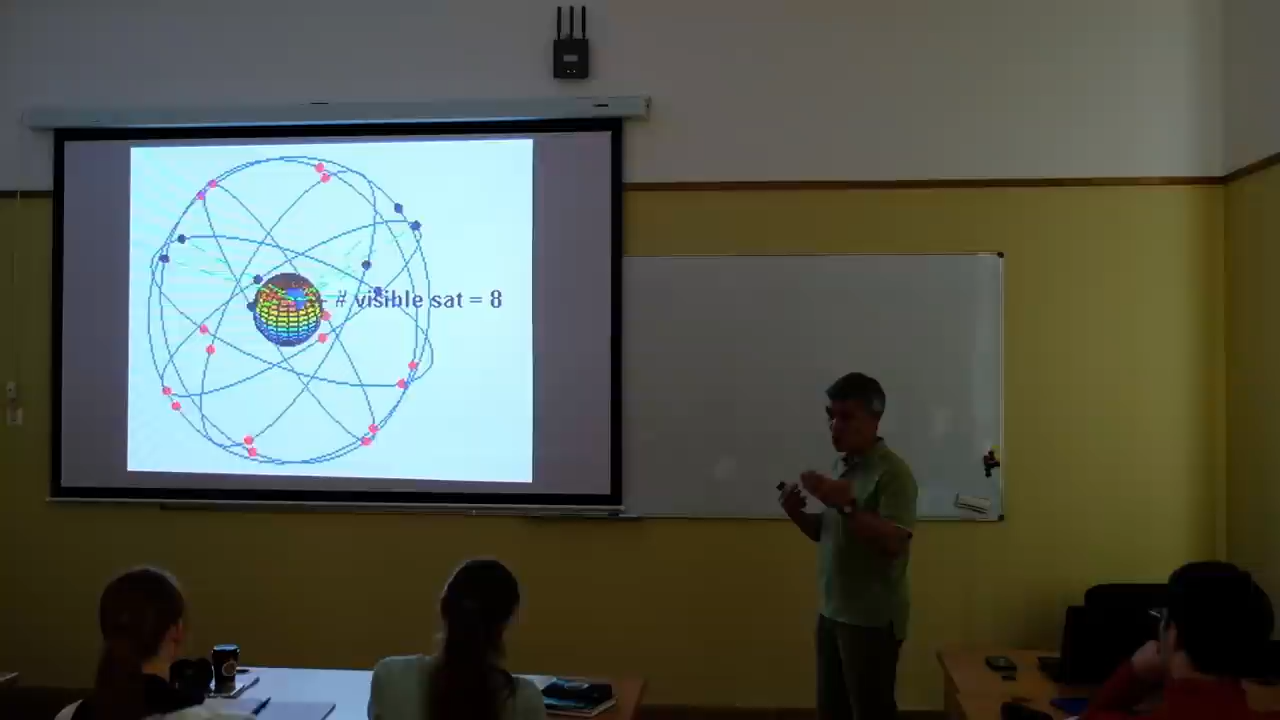 # visible sat = 8